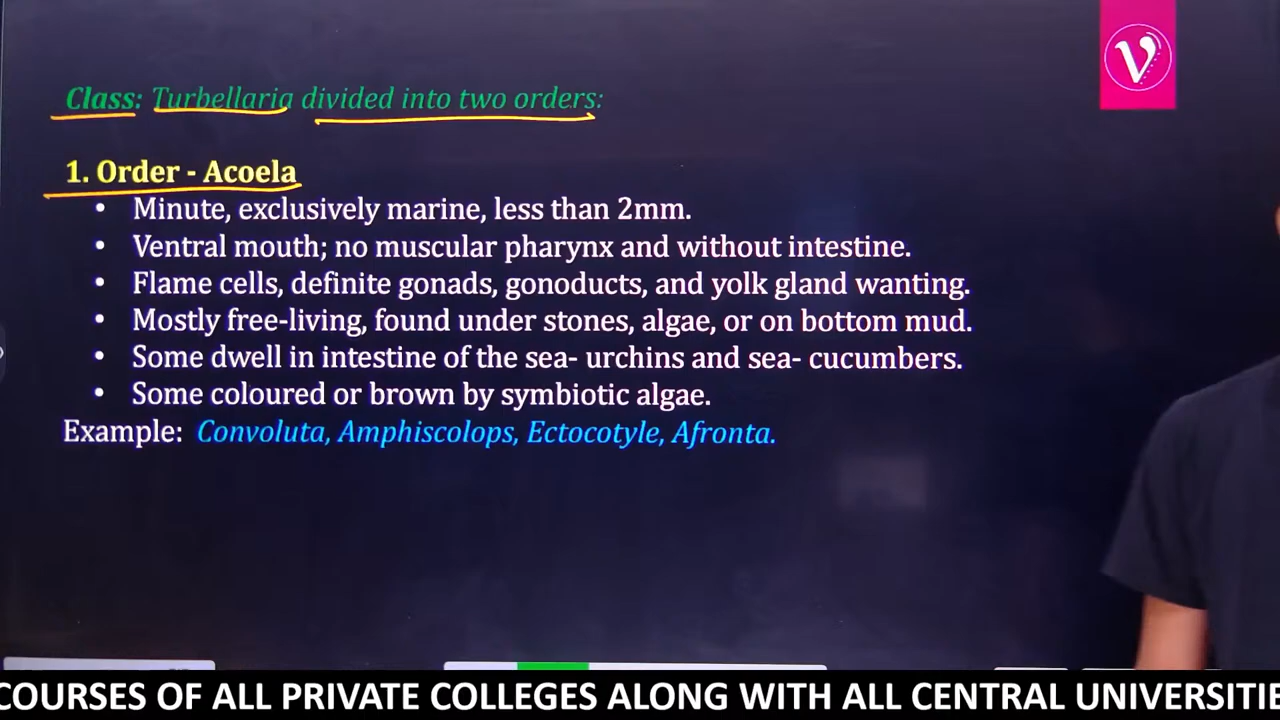 Class: Turbellaria divided into two orders:
1. Order - Acoela
• Minute, exclusively marine, less than 2mm.
• Ventral mouth; no muscular pharynx and without intestine.
• Flame cells, definite gonads, gonoducts, and yolk gland wanting.
• Mostly free-living, found under stones, algae, or on bottom mud.
• Some dwell in intestine of the sea- urchins and sea- cucumbers.
• Some coloured or brown by symbiotic algae.
Example: Convoluta, Amphiscolops, Ectocotyle, Afronta.
COURSES OF ALL PRIVATE COLLEGES ALONG WITH ALL CENTRAL UNIVERSITIE